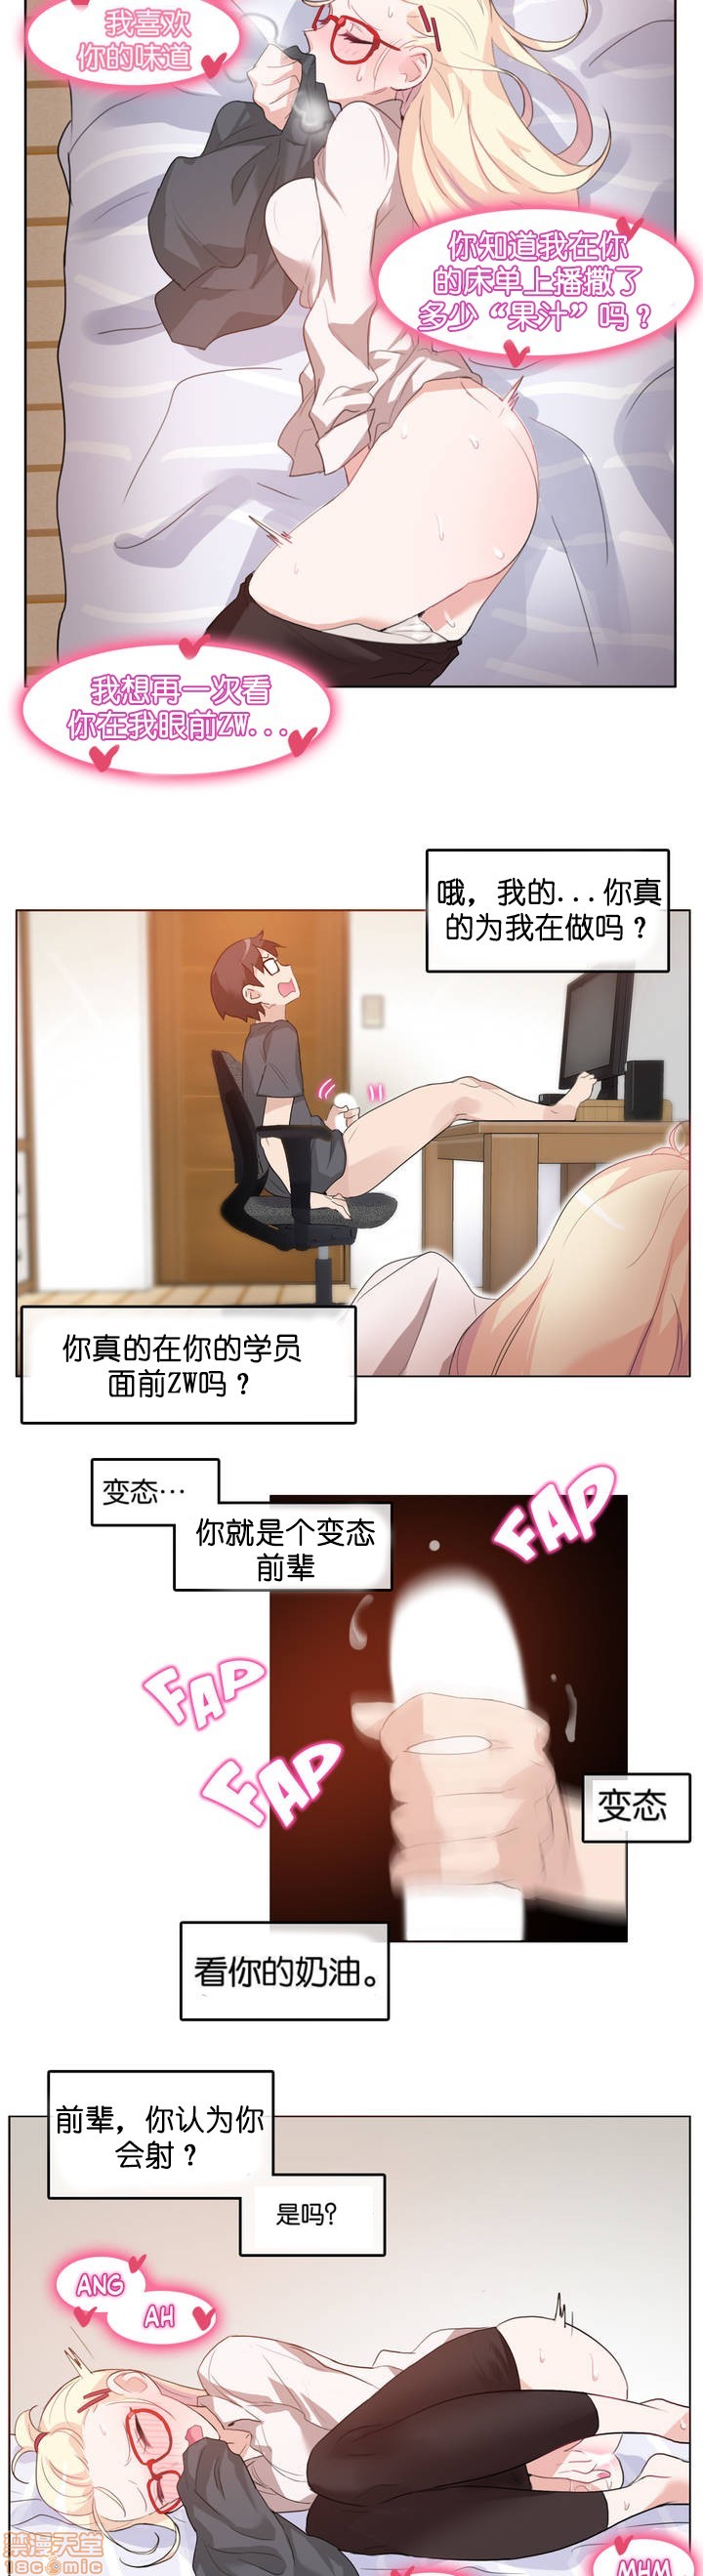 我喜欢
你的味道
你知道我在你
的床单上播撒了
多少“果汁”吗？
我想再一次看
你在我眼前ZW...
哦，我的...你真
的为我在做吗？
你真的在你的学员
面前ZW吗？
变态…
你就是个变态
前辈
FAP
FAP
FAP
变态
看你的奶油。
前辈，你认为你
会射？
是吗?
ANG
AH
MHM
禁漫天堂
18comic